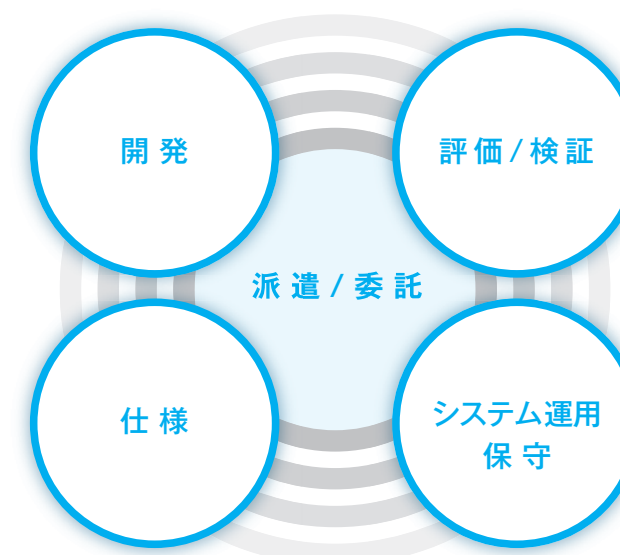 開発
評価/検証
派遣/委託
仕様
システム運用
保守